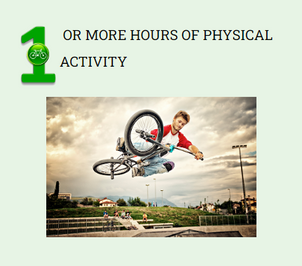 1 OR MORE HOURS OF PHYSICAL
ACTIVITY